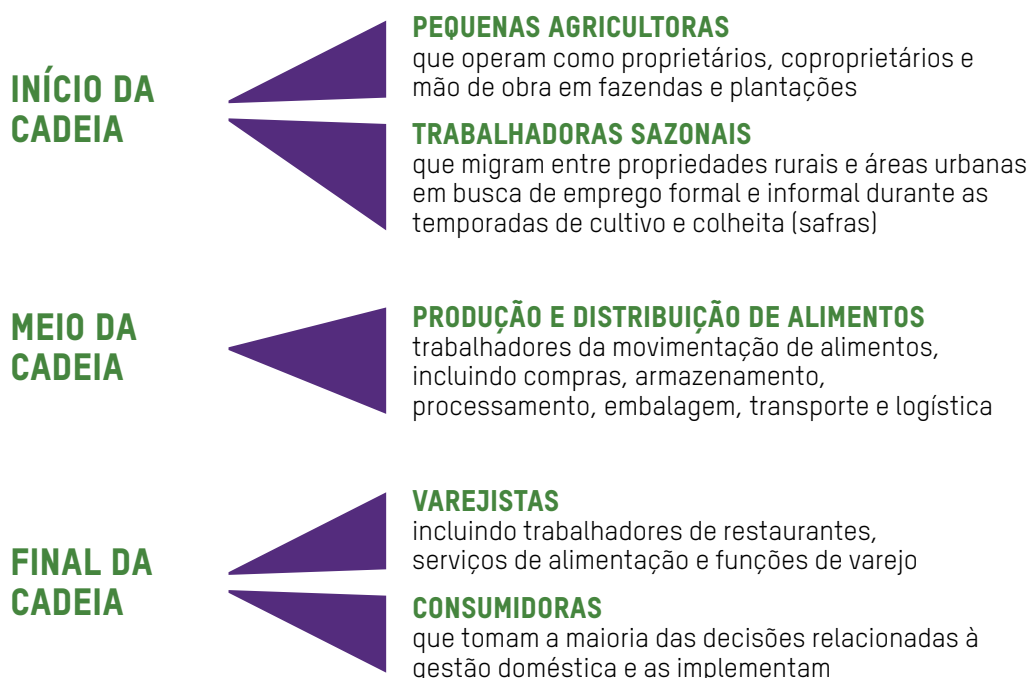 INÍCIO DA
CADEIA
PEQUENAS AGRICULTORAS
que operam como proprietários, coproprietários e
mão de obra em fazendas e plantações
TRABALHADORAS SAZONAIS
que migram entre propriedades rurais e áreas urbanas
em busca de emprego formal e informal durante as
temporadas de cultivo e colheita (safras)
MEIO DA
CADEIA
PRODUÇÃO E DISTRIBUIÇÃO DE ALIMENTOS
trabalhadores da movimentação de alimentos,
incluindo compras, armazenamento,
processamento, embalagem, transporte e logística
FINAL DA
CADEIA
VAREJISTAS
incluindo trabalhadores de restaurantes,
serviços de alimentação e funções de varejo
CONSUMIDORAS
que tomam a maioria das decisões relacionadas à
gestão doméstica e as implementam